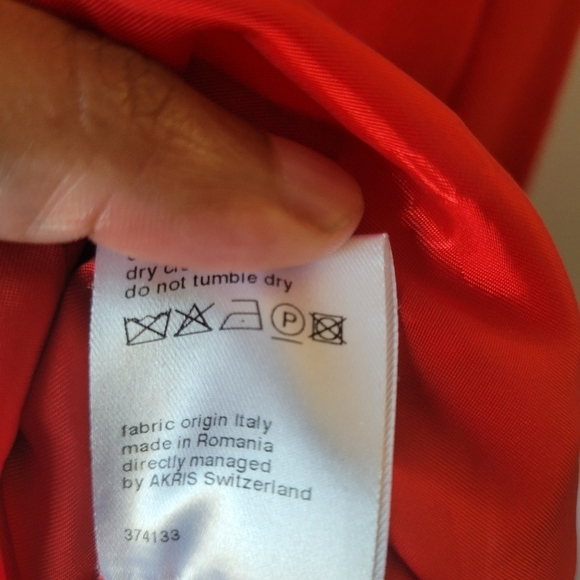 dry
do not tumble dry
P
fabric origin Italy
made in Romania
directly managed
by AKRIS Switzerland
374133